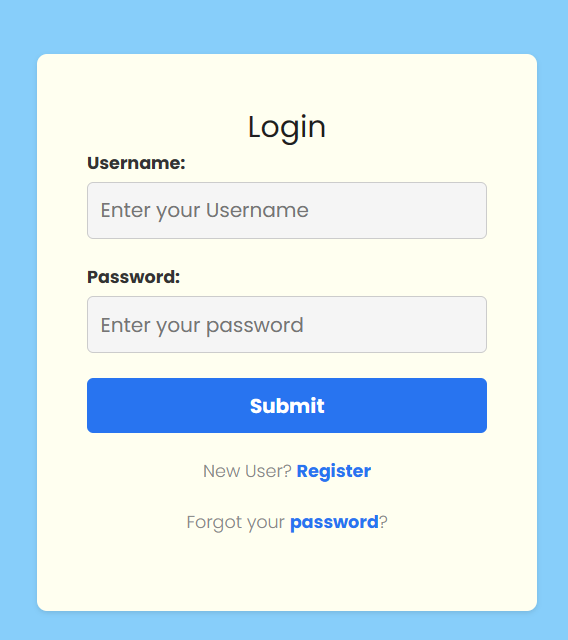 Login
Username:
Enter your Username
Password:
Enter your password
Submit
New User? Register
Forgot your password?